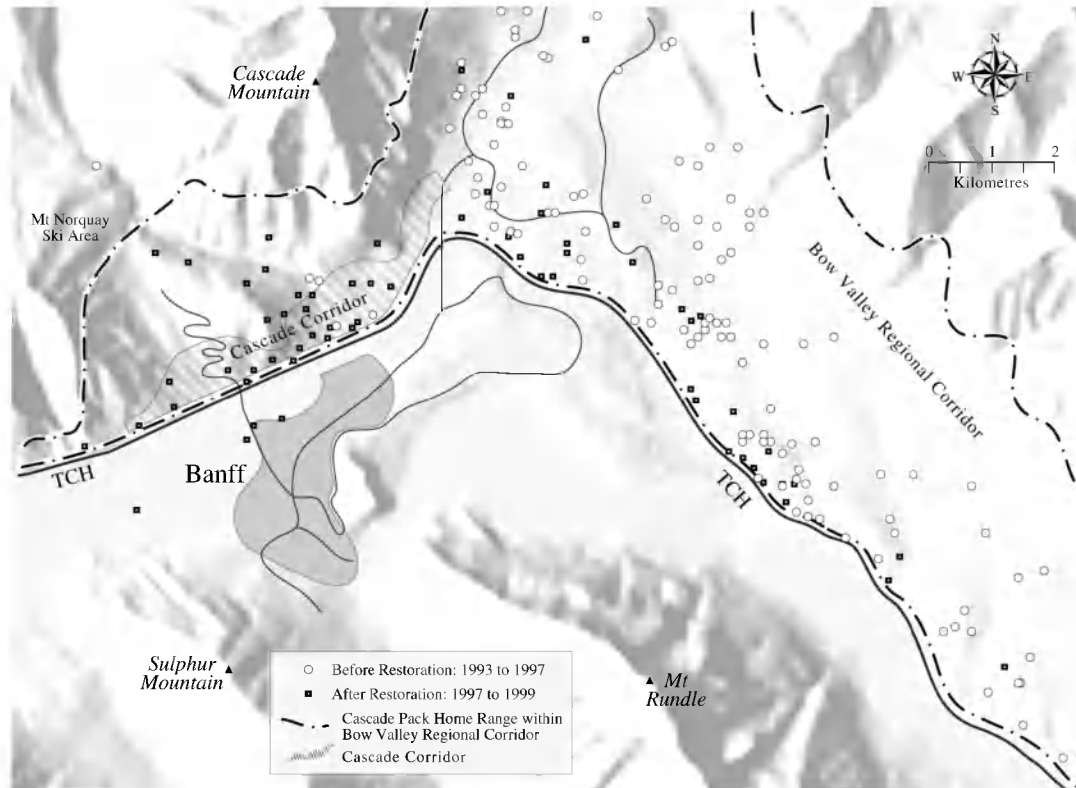 Cascade
Mountain
N
W E
S
0 1 2
Kilometres
Mt Norquay
Ski Area
Bow Valley Regional Corridor
Cascade Corridor
TCH
Banff
TCH
Sulphur
Mountain
Mt
Rundle
Before Restoration: 1993 to 1997
After Restoration: 1997 to 1999
Cascade Pack Home Range within
Bow Valley Regional Corridor
Cascade Corridor